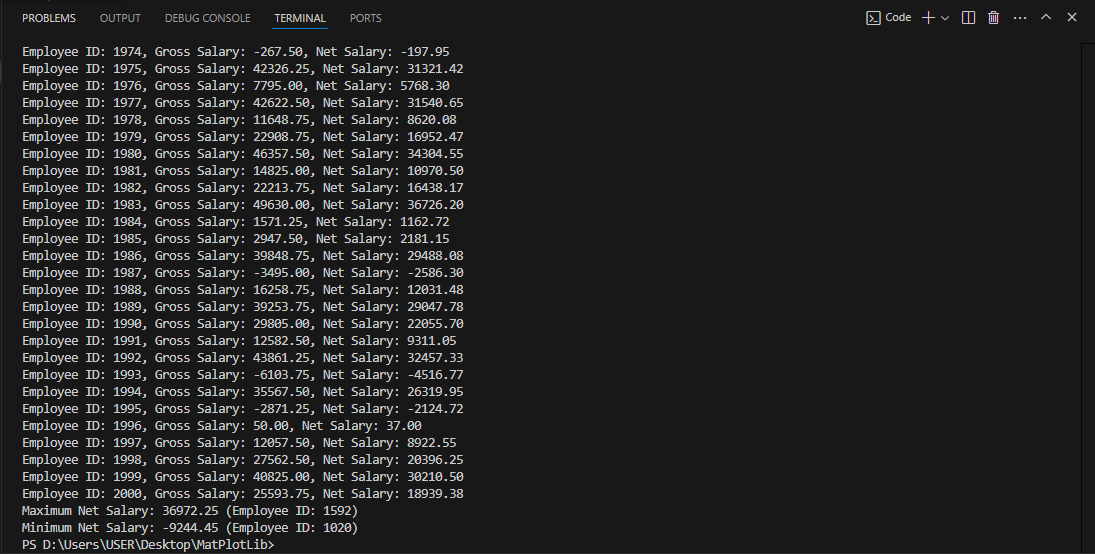 PROBLEMS OUTPUT DEBUG CONSOLE TERMINAL PORTS Code
Employee ID: 1974, Gross Salary: -267.50, Net Salary: -197.95
Employee ID: 1975, Gross Salary: 42326.25, Net Salary: 31321.42
Employee ID: 1976, Gross Salary: 7795.00, Net Salary: 5768.30
Employee ID: 1977, Gross Salary: 42622.50, Net Salary: 31540.65
Employee ID: 1978, Gross Salary: 11648.75, Net Salary: 8620.08
Employee ID: 1979, Gross Salary: 22908.75, Net Salary: 16952.47
Employee ID: 1980, Gross Salary: 46357.50, Net Salary: 34304.55
Employee ID: 1981, Gross Salary: 14825.00, Net Salary: 10970.50
Employee ID: 1982, Gross Salary: 22213.75, Net Salary: 16438.17
Employee ID: 1983, Gross Salary: 49630.00, Net Salary: 36726.20
Employee ID: 1984, Gross Salary: 1571.25, Net Salary: 1162.72
Employee ID: 1985, Gross Salary: 2947.50, Net Salary: 2181.15
Employee ID: 1986, Gross Salary: 39848.75, Net Salary: 29488.08
Employee ID: 1987, Gross Salary: -3495.00, Net Salary: -2586.30
Employee ID: 1988, Gross Salary: 16258.75, Net Salary: 12031.48
Employee ID: 1989, Gross Salary: 39253.75, Net Salary: 29047.78
Employee ID: 1990, Gross Salary: 29805.00, Net Salary: 22055.70
Employee ID: 1991, Gross Salary: 12582.50, Net Salary: 9311.05
Employee ID: 1992, Gross Salary: 43861.25, Net Salary: 32457.33
Employee ID: 1993, Gross Salary: -6103.75, Net Salary: -4516.77
Employee ID: 1994, Gross Salary: 35567.50, Net Salary: 26319.95
Employee ID: 1995, Gross Salary: -2871.25, Net Salary: -2124.72
Employee ID: 1996, Gross Salary: 50.00, Net Salary: 37.00
Employee ID: 1997, Gross Salary: 12057.50, Net Salary: 8922.55
Employee ID: 1998, Gross Salary: 27562.50, Net Salary: 20396.25
Employee ID: 1999, Gross Salary: 40825.00, Net Salary: 30210.50
Employee ID: 2000, Gross Salary: 25593.75, Net Salary: 18939.38
Maximum Net Salary: 36972.25 (Employee ID: 1592)
Minimum Net Salary: -9244.45 (Employee ID: 1020)
PS D:\Users\USER\Desktop\MatPlotLib>